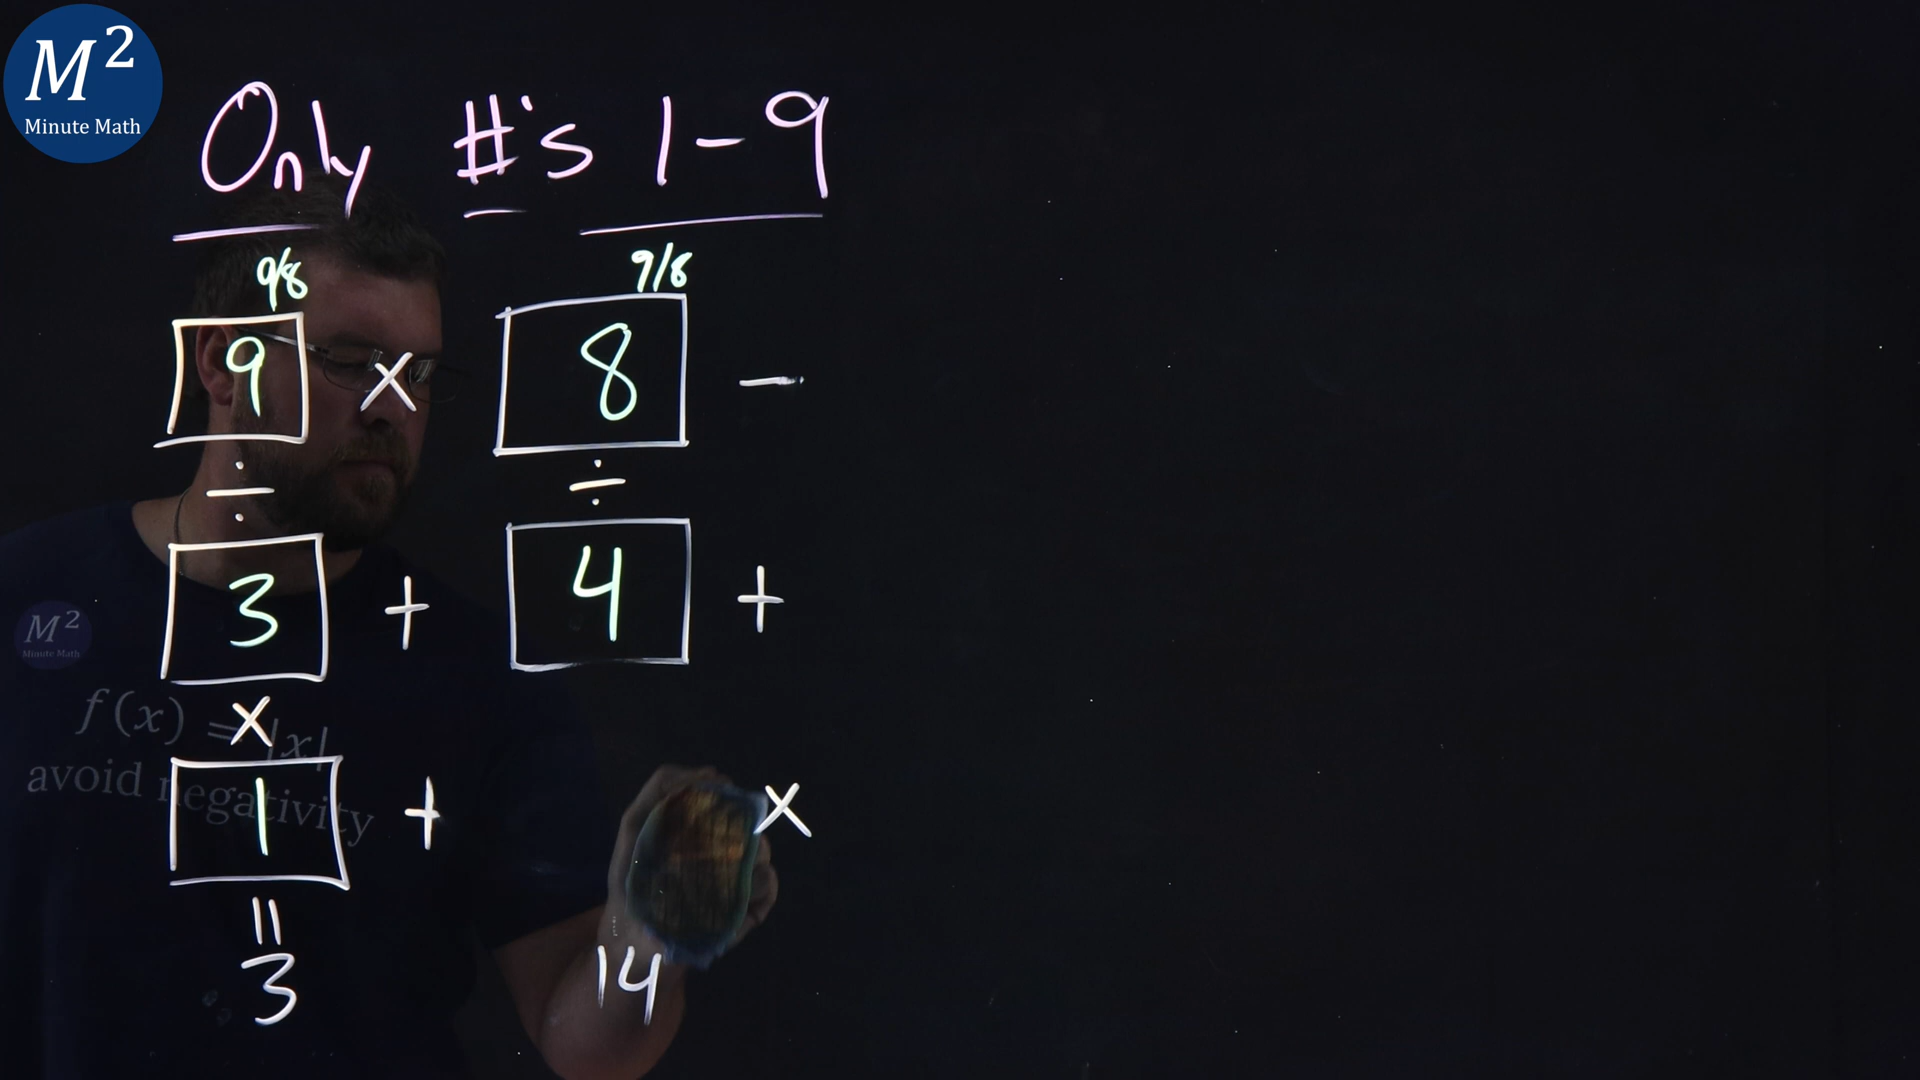 M²
Minute Math
Only #'s 1-9
9/8 9/8
9 × 8 −
÷ ÷
3 + 4 +
M²
Minute Math
×
f(x) = |x|
avoid negativity
1 + ×
=
3 14